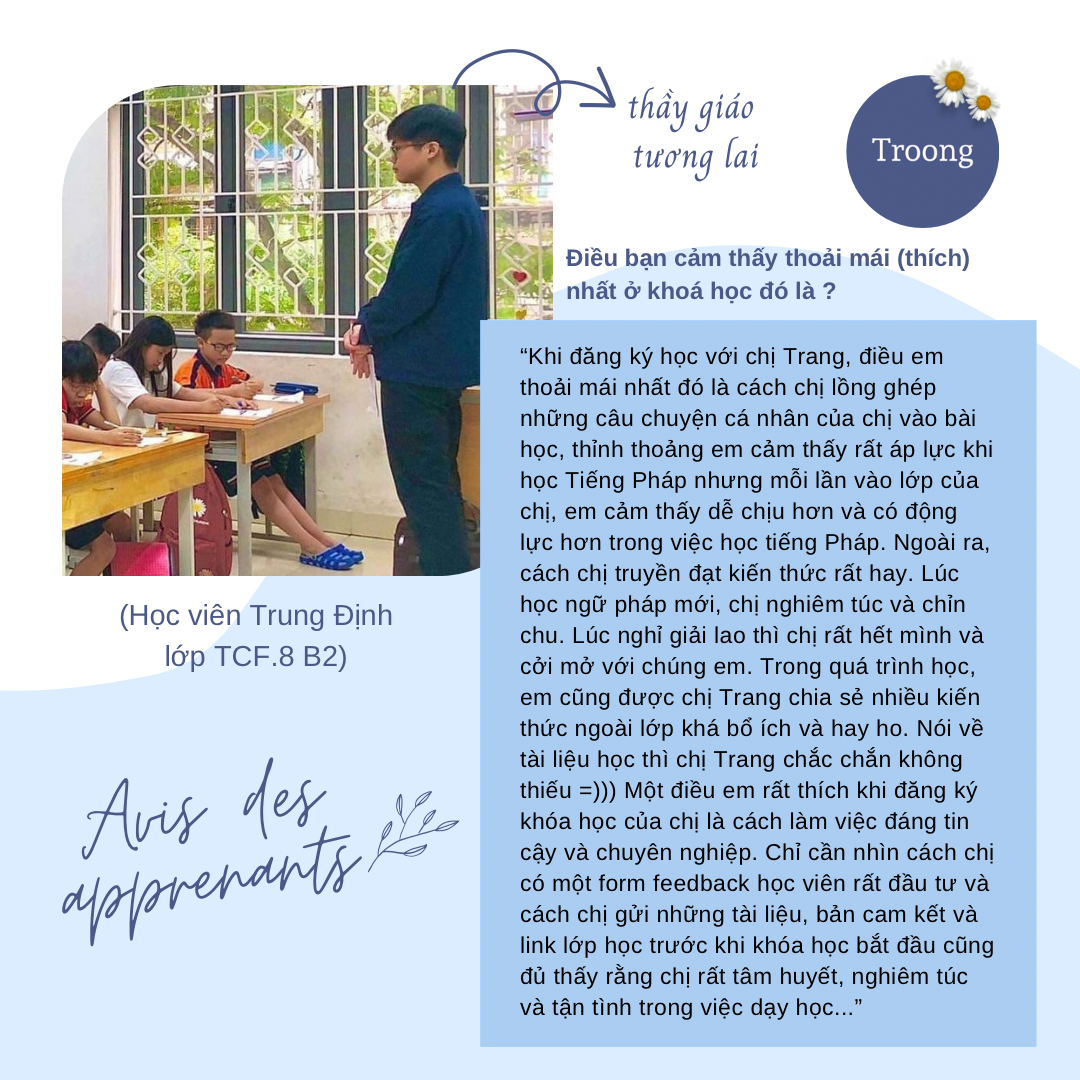 thầy giáo
tương lai
Troong
Điều bạn cảm thấy thoải mái (thích)
nhất ở khoá học đó là ?
“Khi đăng ký học với chị Trang, điều em
thoải mái nhất đó là cách chị lồng ghép
những câu chuyện cá nhân của chị vào bài
học, thỉnh thoảng em cảm thấy rất áp lực khi
học Tiếng Pháp nhưng mỗi lần vào lớp của
chị, em cảm thấy dễ chịu hơn và có động
lực hơn trong việc học tiếng Pháp. Ngoài ra,
cách chị truyền đạt kiến thức rất hay. Lúc
học ngữ pháp mới, chị nghiêm túc và chỉn
chu. Lúc nghỉ giải lao thì chị rất hết mình và
cởi mở với chúng em. Trong quá trình học,
em cũng được chị Trang chia sẻ nhiều kiến
thức ngoài lớp khá bổ ích và hay ho. Nói về
tài liệu học thì chị Trang chắc chắn không
thiếu =))) Một điều em rất thích khi đăng ký
khóa học của chị là cách làm việc đáng tin
cậy và chuyên nghiệp. Chỉ cần nhìn cách chị
có một form feedback học viên rất đầu tư và
cách chị gửi những tài liệu, bản cam kết và
link lớp học trước khi khóa học bắt đầu cũng
đủ thấy rằng chị rất tâm huyết, nghiêm túc
và tận tình trong việc dạy học...”
(Học viên Trung Định
lớp TCF.8 B2)
Avis des
apprenants